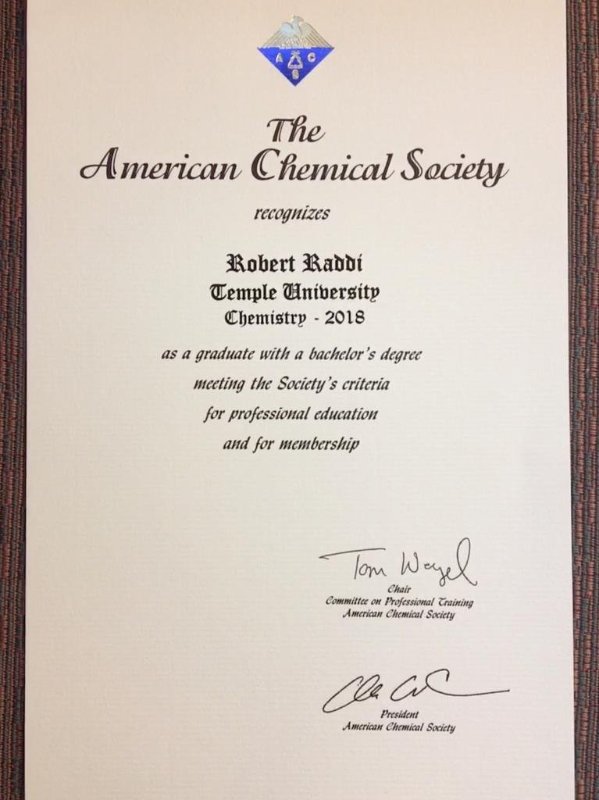 A C
S
The
American Chemical Society
recognizes
Robert Raddi
Temple University
Chemistry - 2018
as a graduate with a bachelor's degree
meeting the Society's criteria
for professional education
and for membership
Tom
Chair
Committee on Professional Training
American Chemical Society
President
American Chemical Society